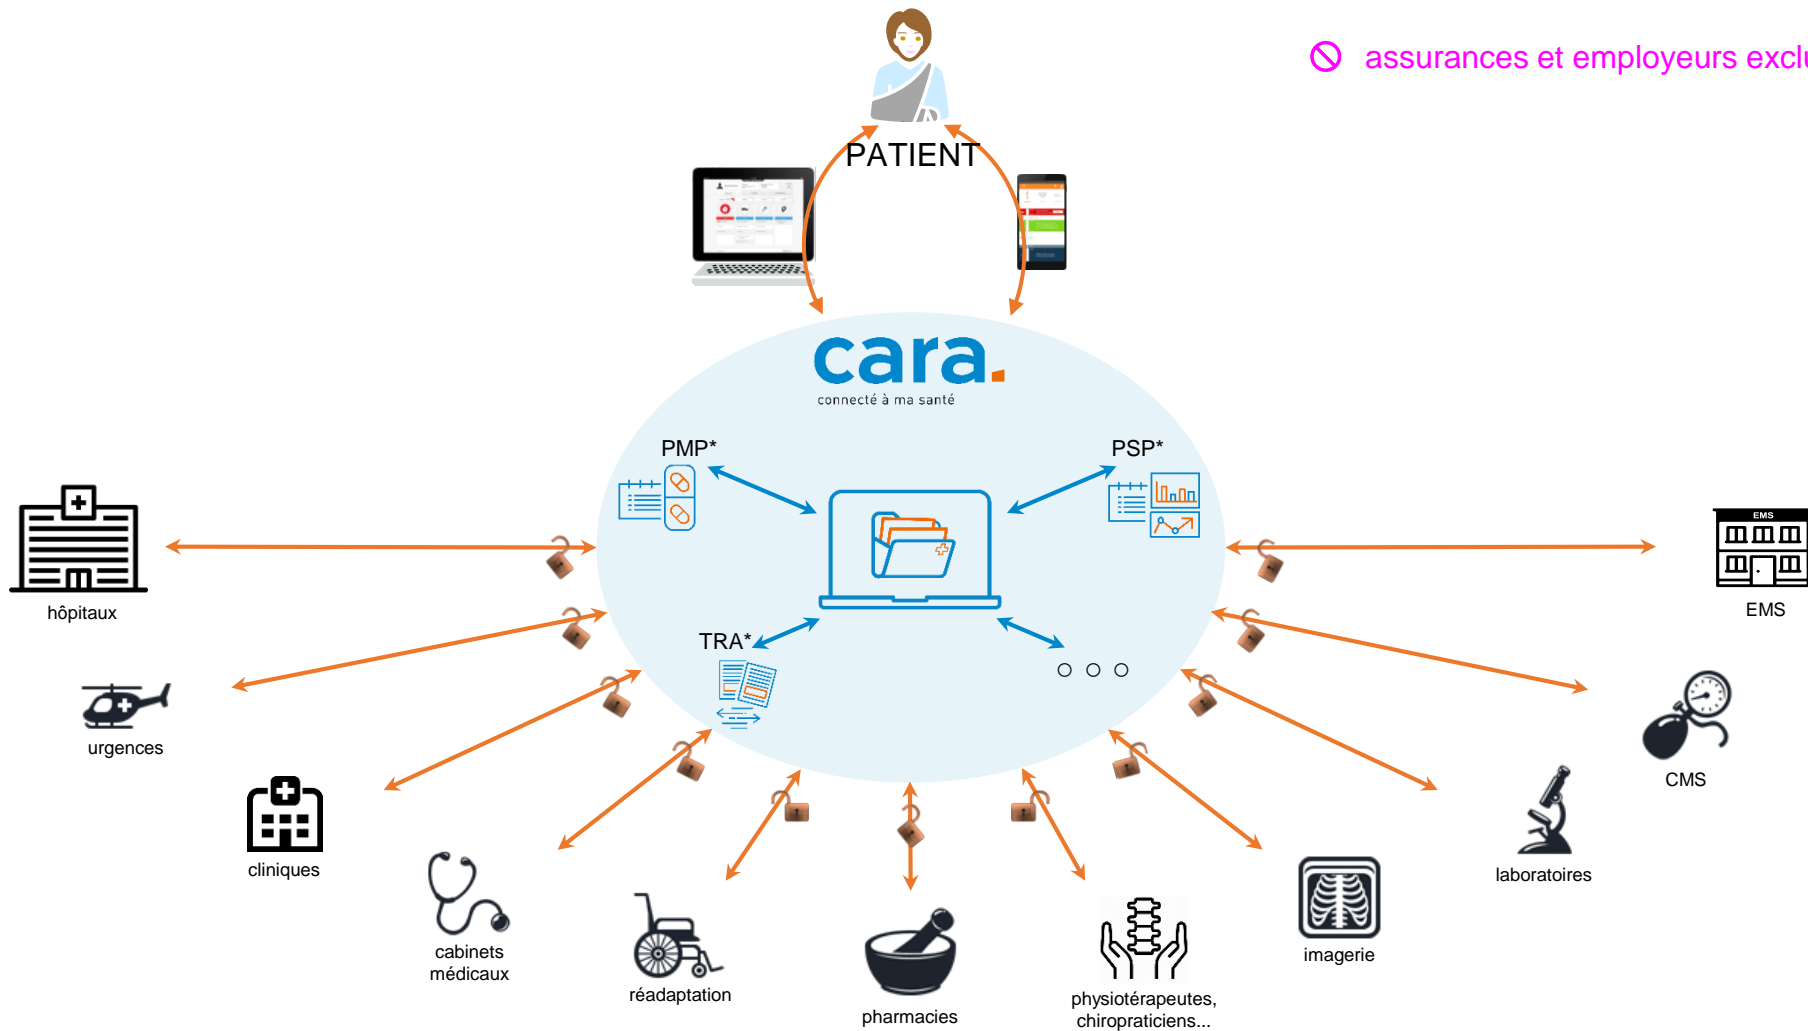 assurances et employeurs exclu
PATIENT
cara.
connecté à ma santé
PMP*
PSP*
TRA*
hôpitaux
EMS
EMS
urgences
CMS
cliniques
laboratoires
cabinets
médicaux
imagerie
réadaptation
physiotérapeutes,
chiropraticiens...
pharmacies